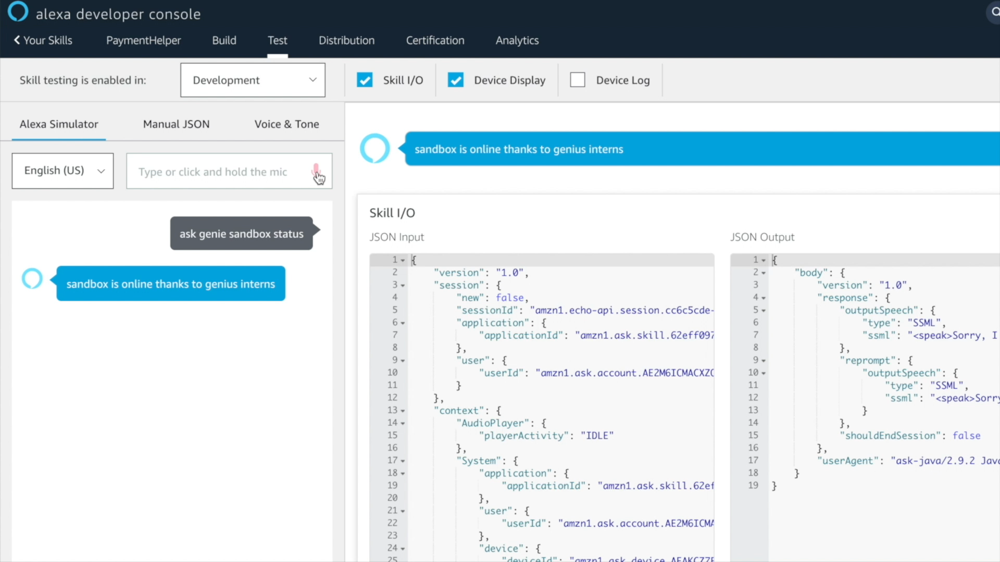 alexa developer console
Your Skills PaymentHelper Build Test Distribution Certification Analytics
Skill testing is enabled in: Development Skill I/O Device Display Device Log
Alexa Simulator Manual JSON Voice & Tone
English (US) Type or click and hold the mic
ask genie sandbox status
sandbox is online thanks to genius interns
sandbox is online thanks to genius interns
Skill I/O
JSON Input
1 {
2 "version": "1.0",
3 "session": {
4 "new": false,
5 "sessionId": "amzn1.echo-api.session.cc6c5cde-
6 "application": {
7 "applicationId": "amzn1.ask.skill.62eff097
8 },
9 "user": {
10 "userId": "amzn1.ask.account.AE2M6ICMACXZ
11 }
12 },
13 "context": {
14 "AudioPlayer": {
15 "playerActivity": "IDLE"
16 },
17 "System": {
18 "application": {
19 "applicationId": "amzn1.ask.skill.62ef
20 },
21 "user": {
22 "userId": "amzn1.ask.account.AE2M6ICMA
23 },
24 "device": {
25 "deviceId": "amzn1.ask.device.AFAKCZZF
JSON Output
1 {
2 "body": {
3 "version": "1.0",
4 "response": {
5 "outputSpeech": {
6 "type": "SSML",
7 "ssml": "<speak>Sorry, I
8 },
9 "reprompt": {
10 "outputSpeech": {
11 "type": "SSML",
12 "ssml": "<speak>Sorry
13 }
14 },
15 "shouldEndSession": false
16 },
17 "userAgent": "ask-java/2.9.2 Java
18 }
19 }